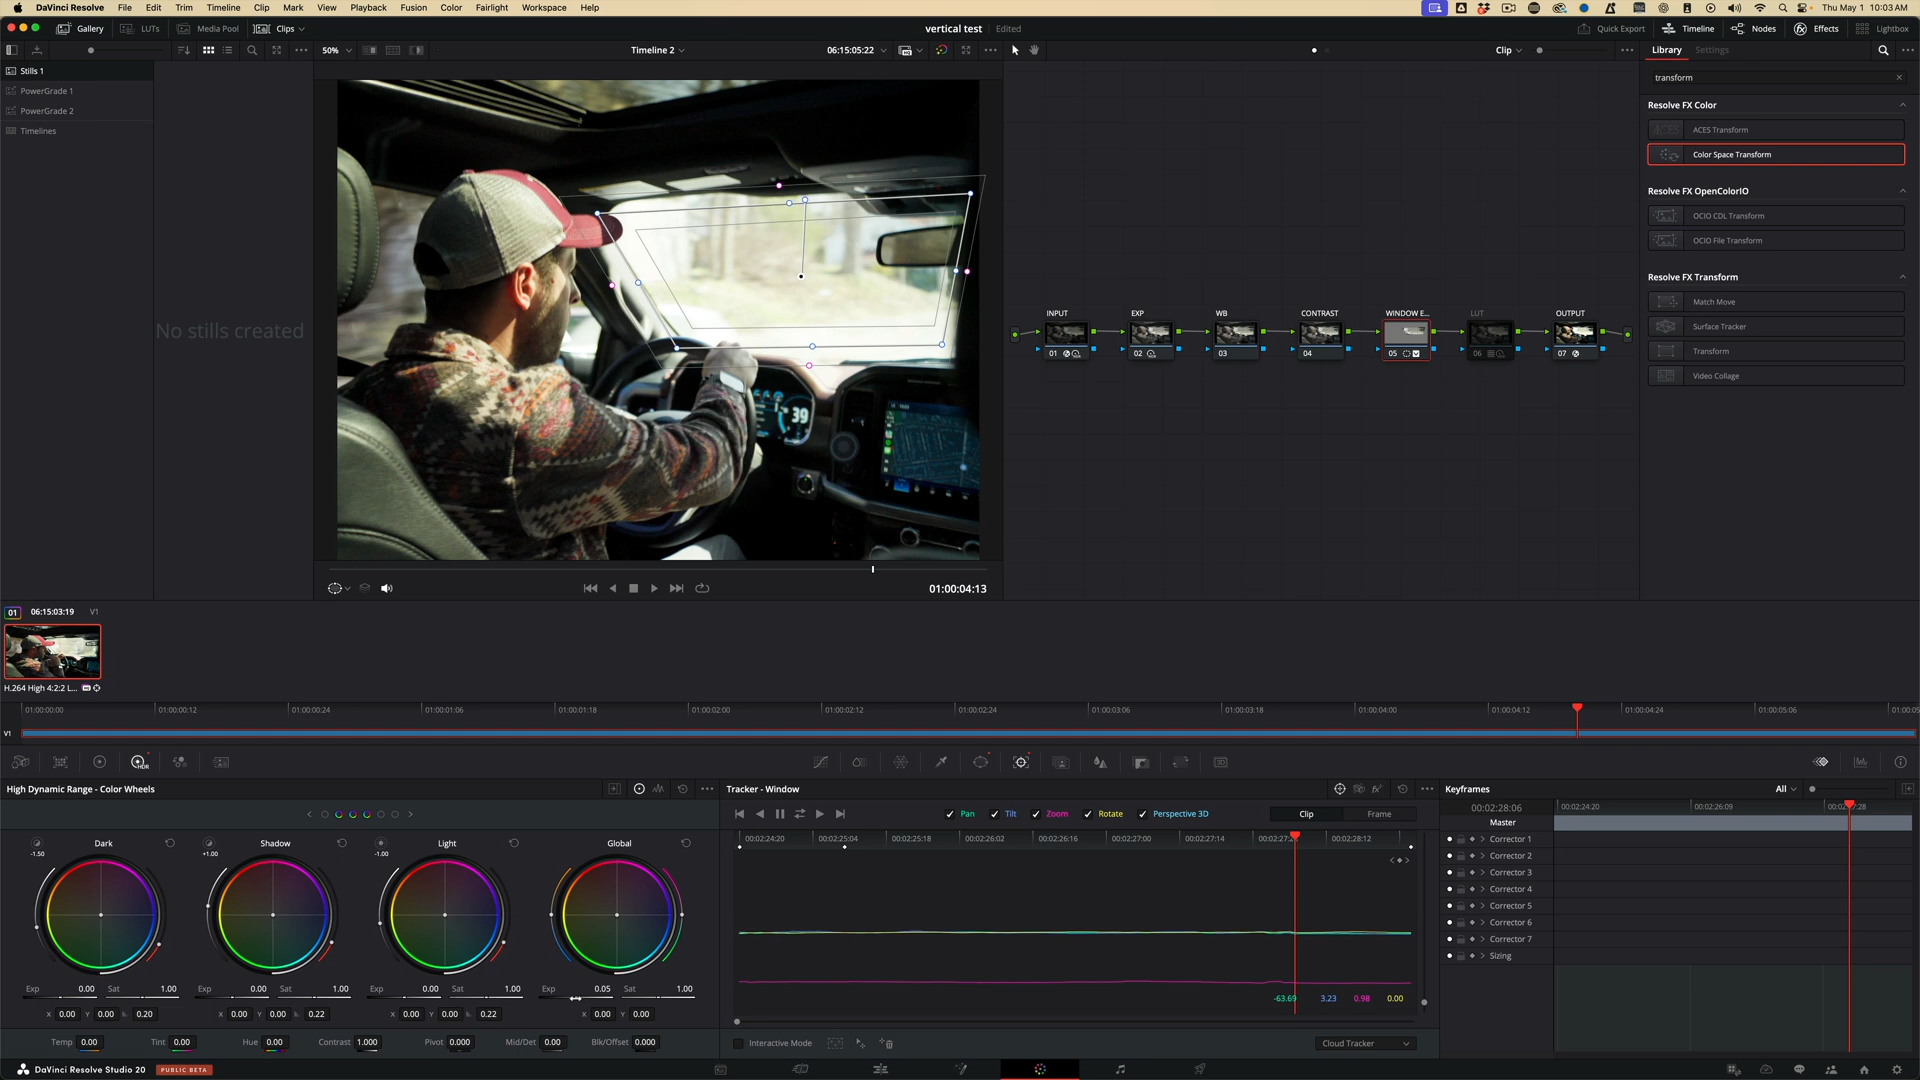 DaVinci Resolve File Edit Trim Timeline Clip Mark View Playback Fusion Color Fairlight Workspace Help Thu May 1 10:03 AM
Gallery LUTs Media Pool Clips vertical test Edited Quick Export Timeline Nodes Effects Lightbox
50% Timeline 2 06:15:05:22 Clip Library Settings
Stills 1
PowerGrade 1
PowerGrade 2
Timelines
No stills created
transform
Resolve FX Color
ACES Transform
Color Space Transform
Resolve FX OpenColorIO
OCIO CDL Transform
OCIO File Transform
Resolve FX Transform
Match Move
Surface Tracker
Transform
Video Collage
INPUT EXP WB CONTRAST WINDOW E... LUT OUTPUT
01 02 03 04 05 06 07
39
01:00:04:13
01 06:15:03:19 V1
H.264 High 4:2:2 L...
01:00:00:00 01:00:00:12 01:00:00:24 01:00:01:06 01:00:01:18 01:00:02:00 01:00:02:12 01:00:02:24 01:00:03:06 01:00:03:18 01:00:04:00 01:00:04:12 01:00:04:24 01:00:05:06 01:00:05
V1
HDR
3D
High Dynamic Range - Color Wheels
Dark Shadow Light Global
-1.50 +1.00 -1.00
Exp 0.00 Sat 1.00 Exp 0.00 Sat 1.00 Exp 0.00 Sat 1.00 Exp 0.05 Sat 1.00
X 0.00 Y 0.00 0.20 X 0.00 Y 0.00 0.22 X 0.00 Y 0.00 0.22 X 0.00 Y 0.00
Temp 0.00 Tint 0.00 Hue 0.00 Contrast 1.000 Pivot 0.000 Mid/Det 0.00 Blk/Offset 0.000
Tracker - Window
Pan Tilt Zoom Rotate Perspective 3D Clip Frame
00:02:24:20 00:02:25:04 00:02:25:18 00:02:26:02 00:02:26:16 00:02:27:00 00:02:27:14 00:02:27:2 00:02:28:12
-63.69 3.23 0.98 0.00
Interactive Mode Cloud Tracker
Keyframes All
00:02:28:06 00:02:24:20 00:02:26:09
Master
Corrector 1
Corrector 2
Corrector 3
Corrector 4
Corrector 5
Corrector 6
Corrector 7
Sizing
DaVinci Resolve Studio 20 PUBLIC BETA